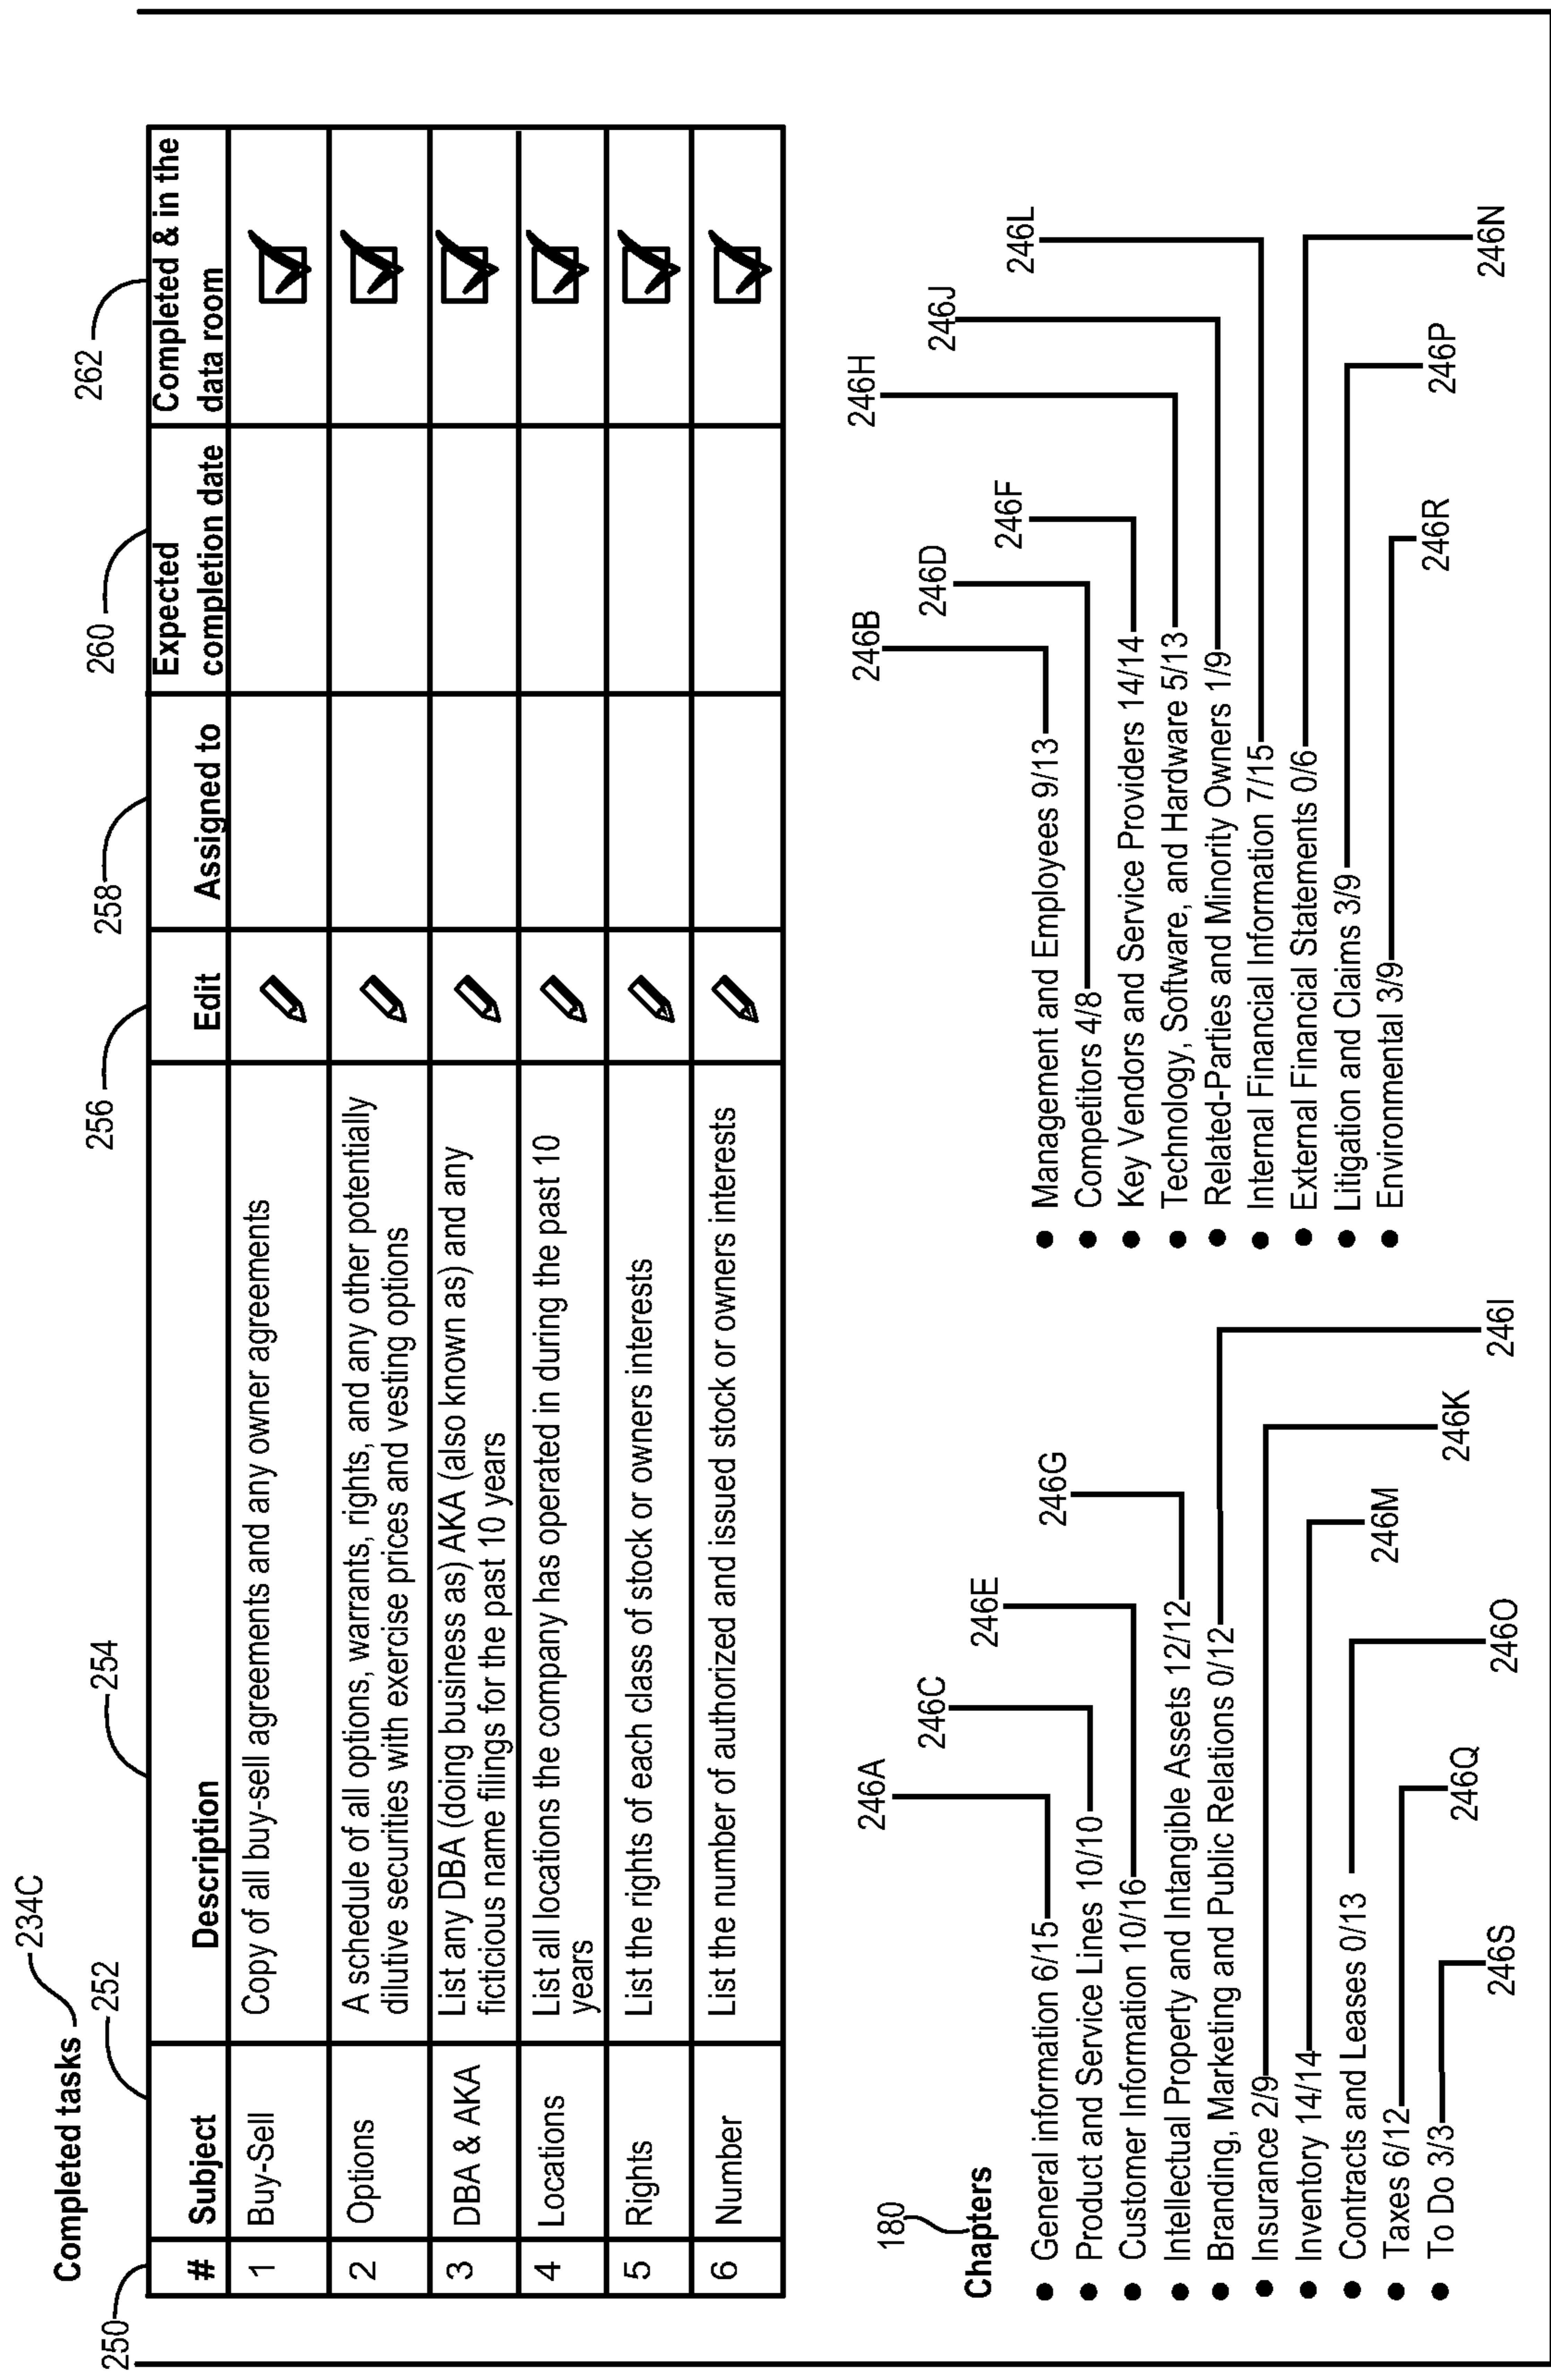 Completed tasks
234C
250
252
254
256
258
260
262
# Subject Description Edit Assigned to Expected completion date Completed & in the data room
1 Buy-Sell Copy of all buy-sell agreements and any owner agreements
2 Options A schedule of all options, warrants, rights, and any other potentially
dilutive securities with exercise prices and vesting options
3 DBA & AKA List any DBA (doing business as) AKA (also known as) and any
ficticious name filings for the past 10 years
4 Locations List all locations the company has operated in during the past 10
years
5 Rights List the rights of each class of stock or owners interests
6 Number List the number of authorized and issued stock or owners interests
180
Chapters
General information 6/15
246A
Product and Service Lines 10/10
246C
Customer Information 10/16
246E
Intellectual Property and Intangible Assets 12/12
246G
Branding, Marketing and Public Relations 0/12
246I
Insurance 2/9
246K
Inventory 14/14
246M
Contracts and Leases 0/13
246O
Taxes 6/12
246Q
To Do 3/3
246S
Management and Employees 9/13
246B
Competitors 4/8
246D
Key Vendors and Service Providers 14/14
246F
Technology, Software, and Hardware 5/13
246H
Related-Parties and Minority Owners 1/9
246J
Internal Financial Information 7/15
246L
External Financial Statements 0/6
246N
Litigation and Claims 3/9
246P
Environmental 3/9
246R